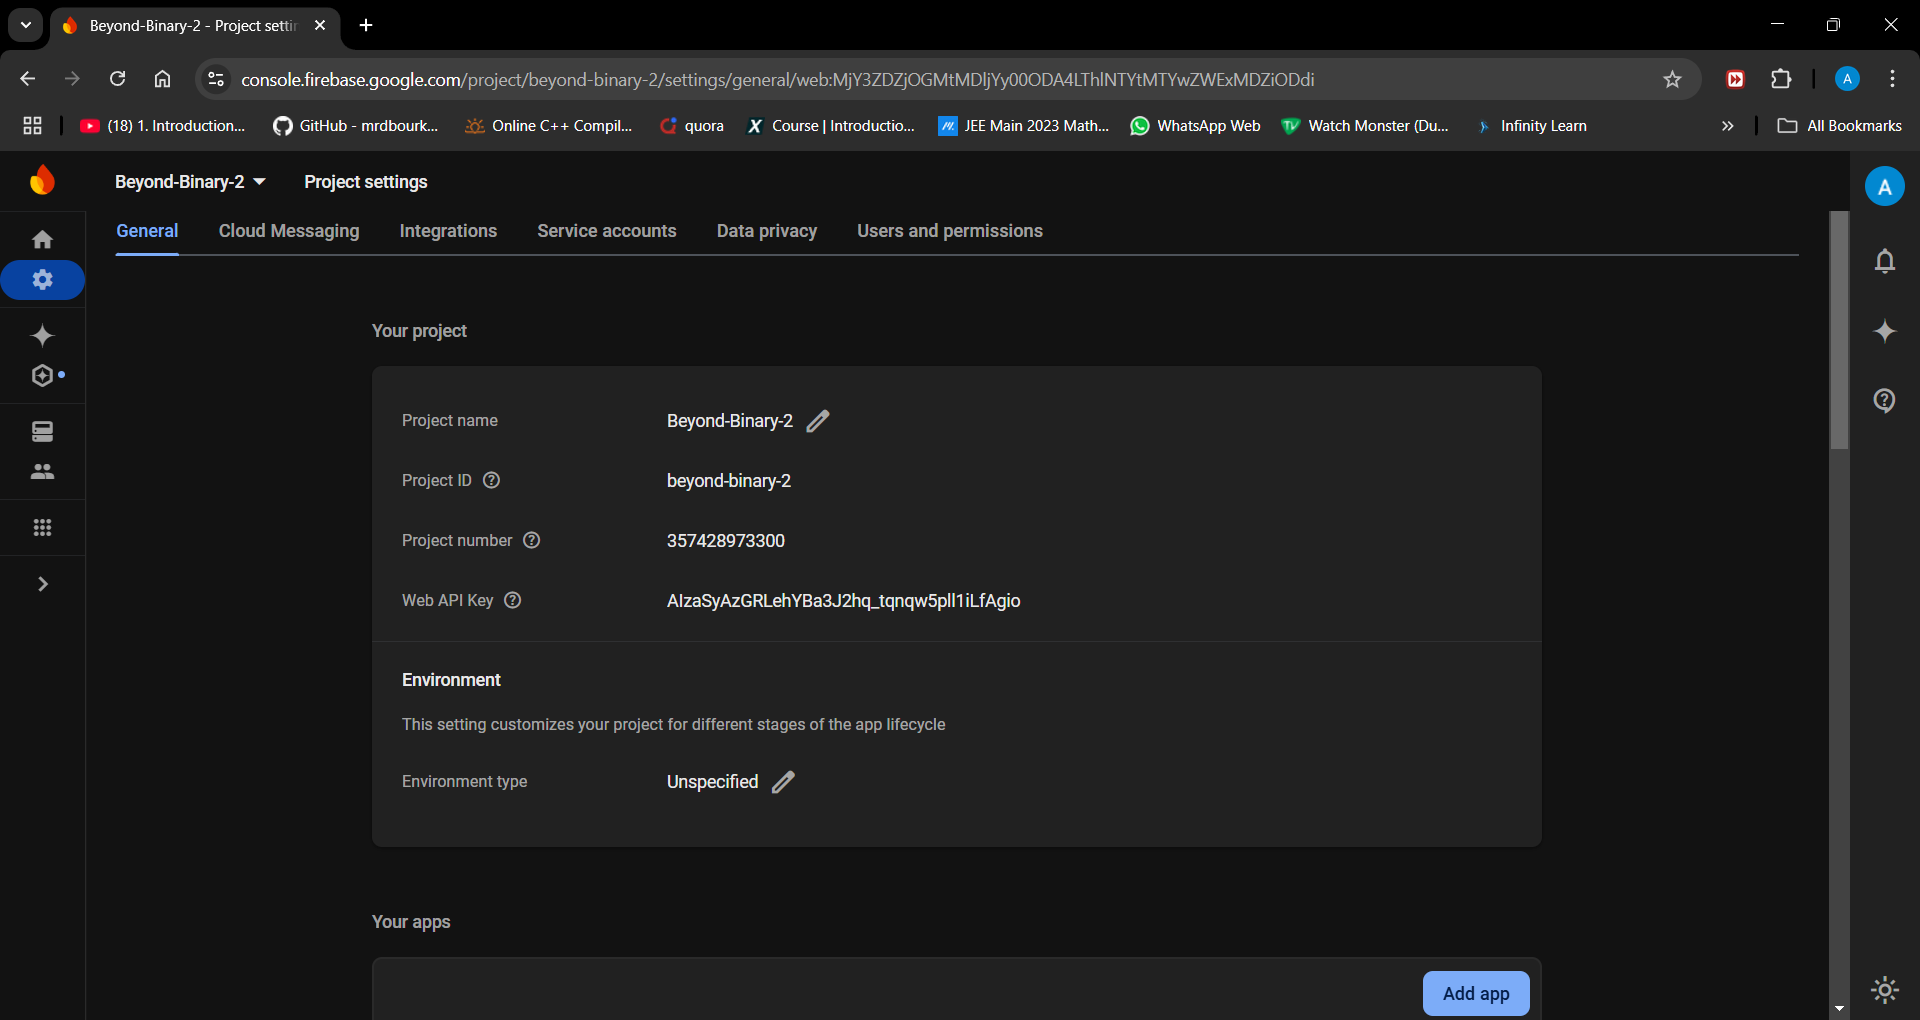 Beyond-Binary-2 - Project settin
console.firebase.google.com/project/beyond-binary-2/settings/general/web:MjY3ZDZjOGMtMDljYy00ODA4LThlNTYtMTYwZWExMDZiODdi
A
(18) 1. Introduction...
GitHub - mrdbourk...
Online C++ Compil...
quora
Course | Introductio...
JEE Main 2023 Math...
WhatsApp Web
Watch Monster (Du...
Infinity Learn
All Bookmarks
Beyond-Binary-2
Project settings
A
General
Cloud Messaging
Integrations
Service accounts
Data privacy
Users and permissions
Your project
Project name
Beyond-Binary-2
Project ID
beyond-binary-2
Project number
357428973300
Web API Key
AIzaSyAzGRLehYBa3J2hq_tqnqw5pll1iLfAgio
Environment
This setting customizes your project for different stages of the app lifecycle
Environment type
Unspecified
Your apps
Add app